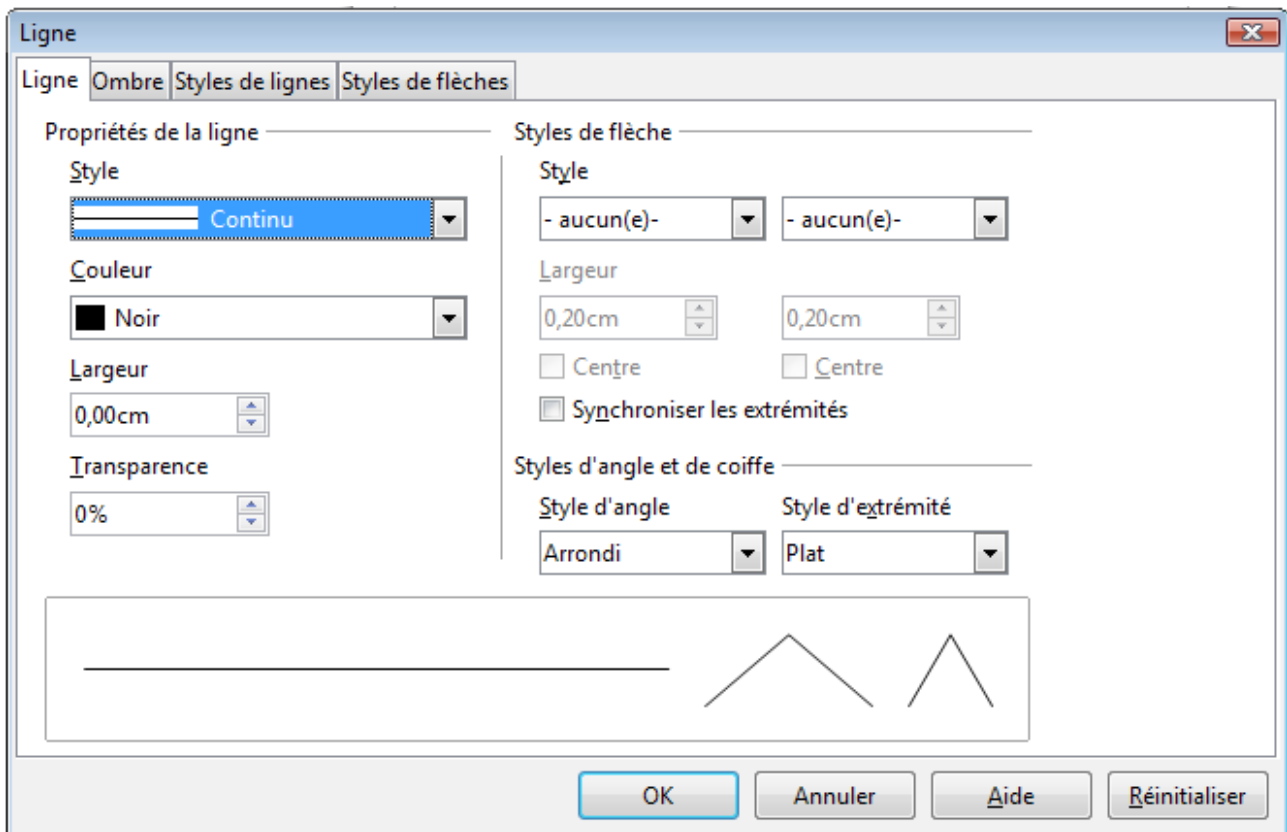 Ligne
Ligne Ombre Styles de lignes Styles de flèches
Propriétés de la ligne
Style
Continu
Couleur
Noir
Largeur
0,00cm
Transparence
0%
Styles de flèche
Style
- aucun(e)- - aucun(e)-
Largeur
0,20cm 0,20cm
Centre Centre
Synchroniser les extrémités
Styles d'angle et de coiffe
Style d'angle Style d'extrémité
Arrondi Plat
OK Annuler Aide Réinitialiser